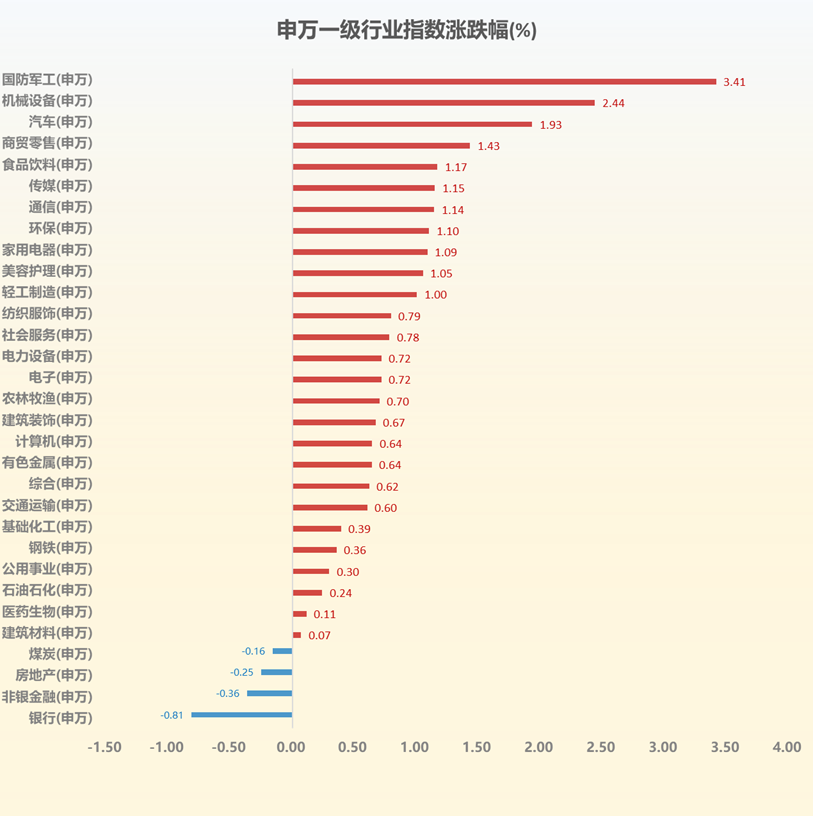 申万一级行业指数涨跌幅(%)
国防军工(申万) 3.41
机械设备(申万) 2.44
汽车(申万) 1.93
商贸零售(申万) 1.43
食品饮料(申万) 1.17
传媒(申万) 1.15
通信(申万) 1.14
环保(申万) 1.10
家用电器(申万) 1.09
美容护理(申万) 1.05
轻工制造(申万) 1.00
纺织服饰(申万) 0.79
社会服务(申万) 0.78
电力设备(申万) 0.72
电子(申万) 0.72
农林牧渔(申万) 0.70
建筑装饰(申万) 0.67
计算机(申万) 0.64
有色金属(申万) 0.64
综合(申万) 0.62
交通运输(申万) 0.60
基础化工(申万) 0.39
钢铁(申万) 0.36
公用事业(申万) 0.30
石油石化(申万) 0.24
医药生物(申万) 0.11
建筑材料(申万) 0.07
煤炭(申万) -0.16
房地产(申万) -0.25
非银金融(申万) -0.36
银行(申万) -0.81
-1.50 -1.00 -0.50 0.00 0.50 1.00 1.50 2.00 2.50 3.00 3.50 4.00